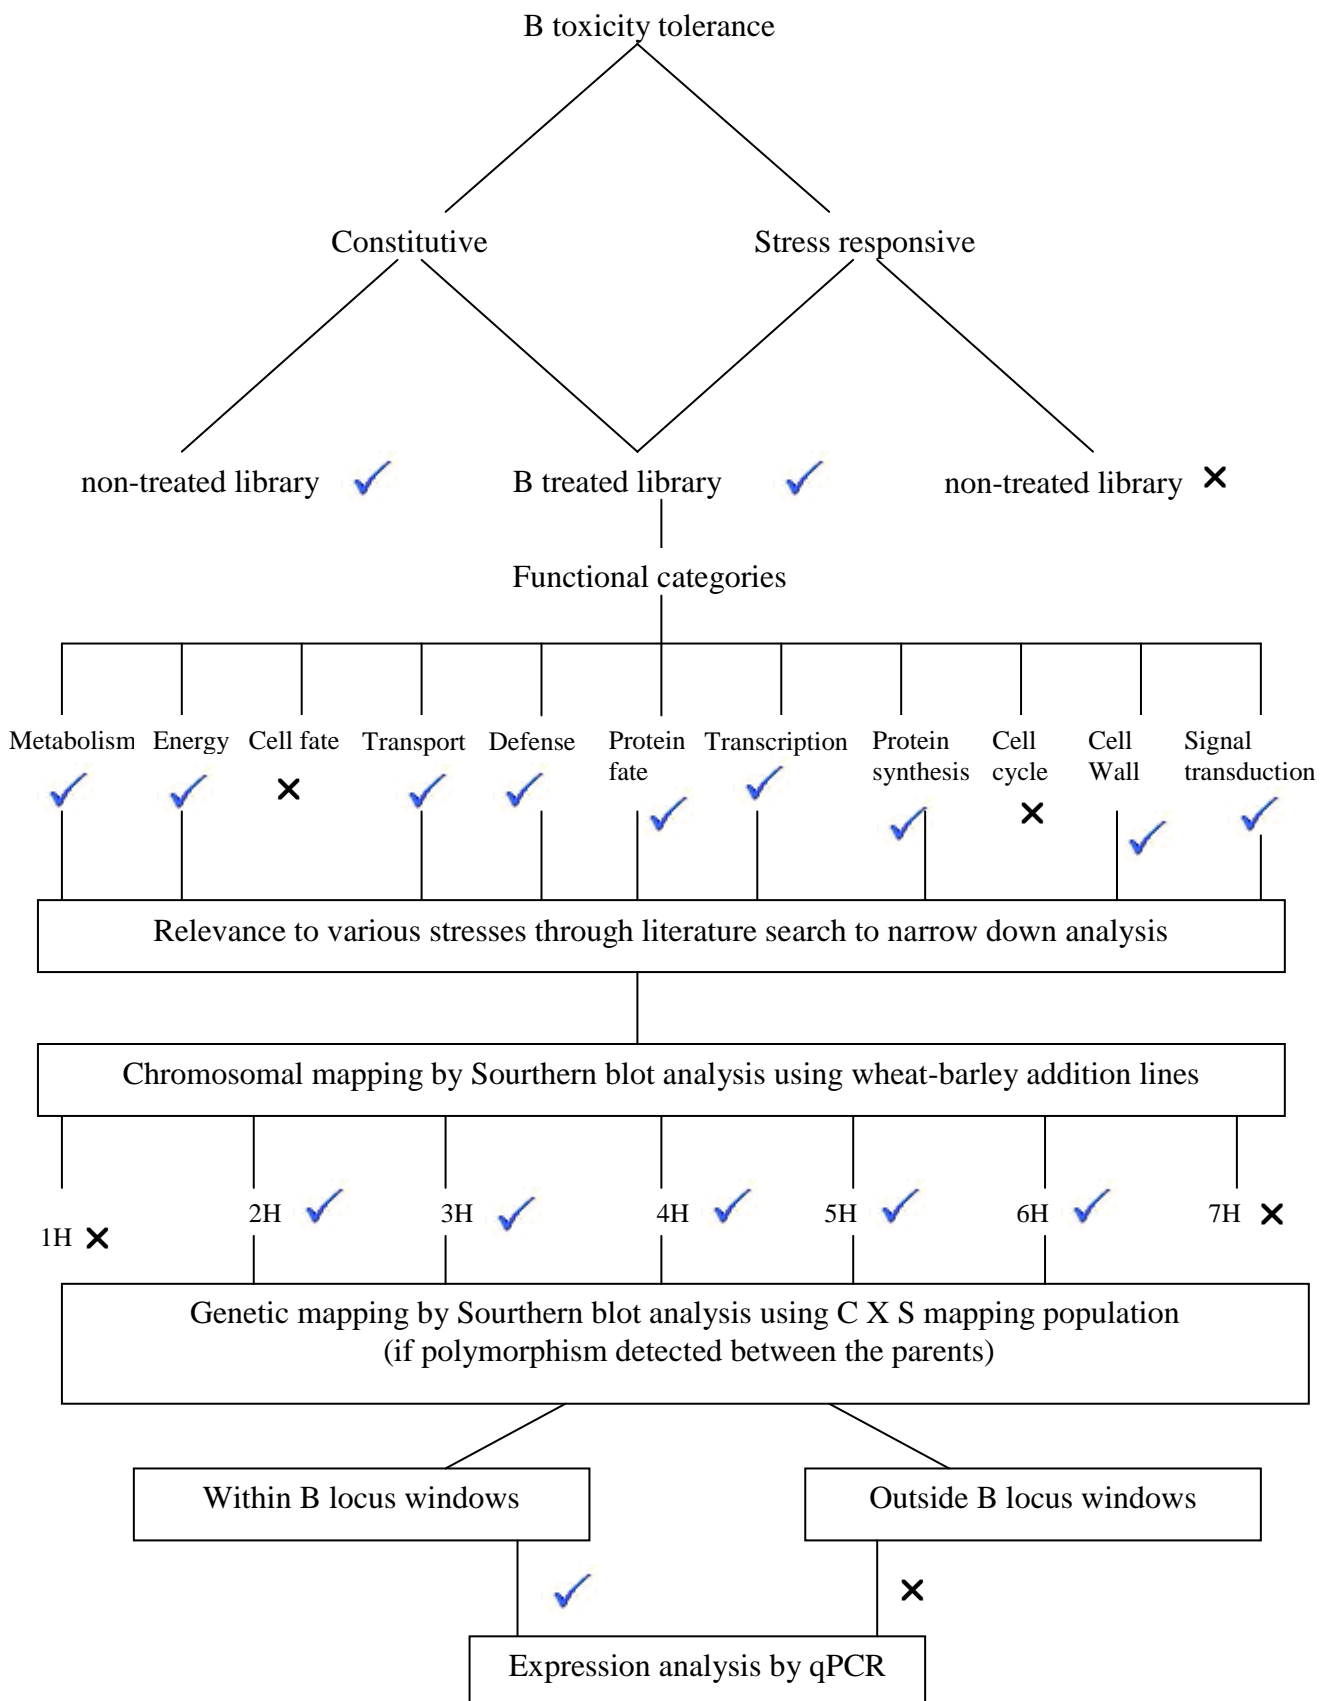 B toxicity tolerance
Constitutive
Stress responsive
non-treated library
B treated library
non-treated library
Functional categories
Metabolism
Energy
Cell fate
Transport
Defense
Protein
fate
Transcription
Protein
synthesis
Cell
cycle
Cell
Wall
Signal
transduction
Relevance to various stresses through literature search to narrow down analysis
Chromosomal mapping by Sourthern blot analysis using wheat-barley addition lines
1H
2H
3H
4H
5H
6H
7H
Genetic mapping by Sourthern blot analysis using C X S mapping population
(if polymorphism detected between the parents)
Within B locus windows
Outside B locus windows
Expression analysis by qPCR